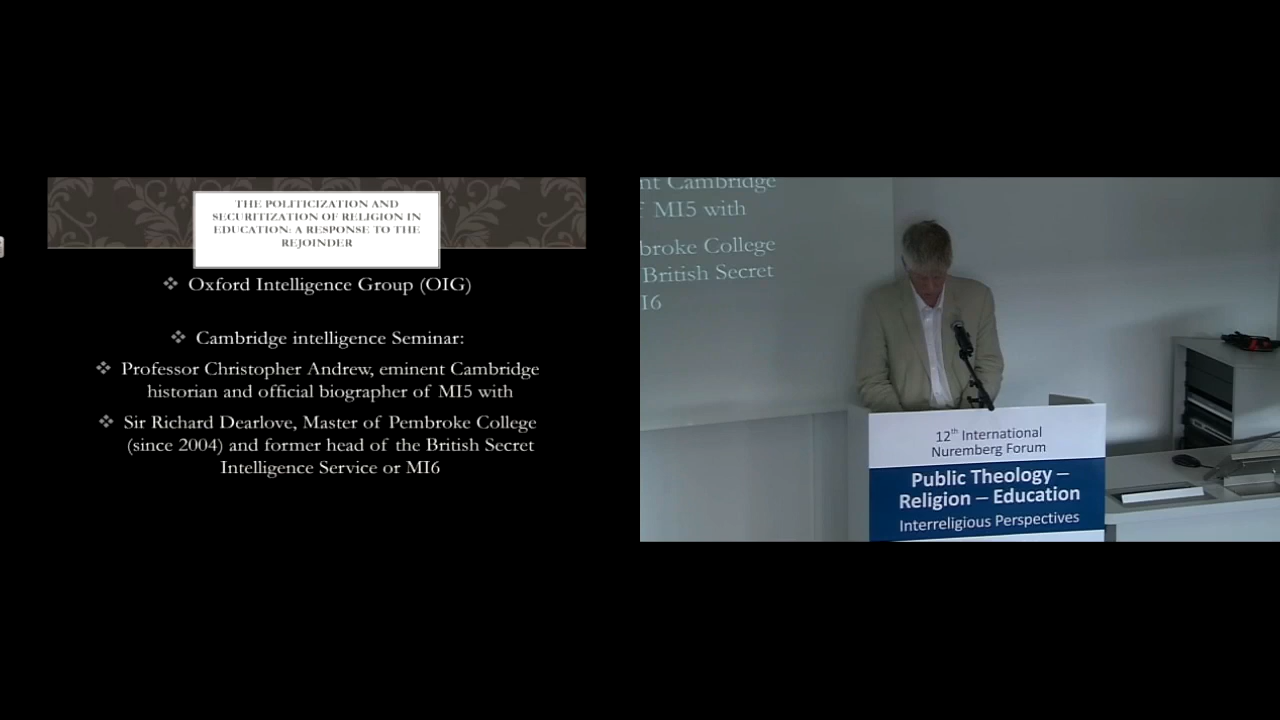 THE POLITICIZATION AND
SECURITIZATION OF RELIGION IN
EDUCATION: A RESPONSE TO THE
REJOINDER
Oxford Intelligence Group (OIG)
Cambridge intelligence Seminar:
Professor Christopher Andrew, eminent Cambridge
historian and official biographer of MI5 with
Sir Richard Dearlove, Master of Pembroke College
(since 2004) and former head of the British Secret
Intelligence Service or MI6
nt Cambridge
f MI5 with
broke College
British Secret
I6
12th International
Nuremberg Forum
Public Theology –
Religion – Education
Interreligious Perspectives